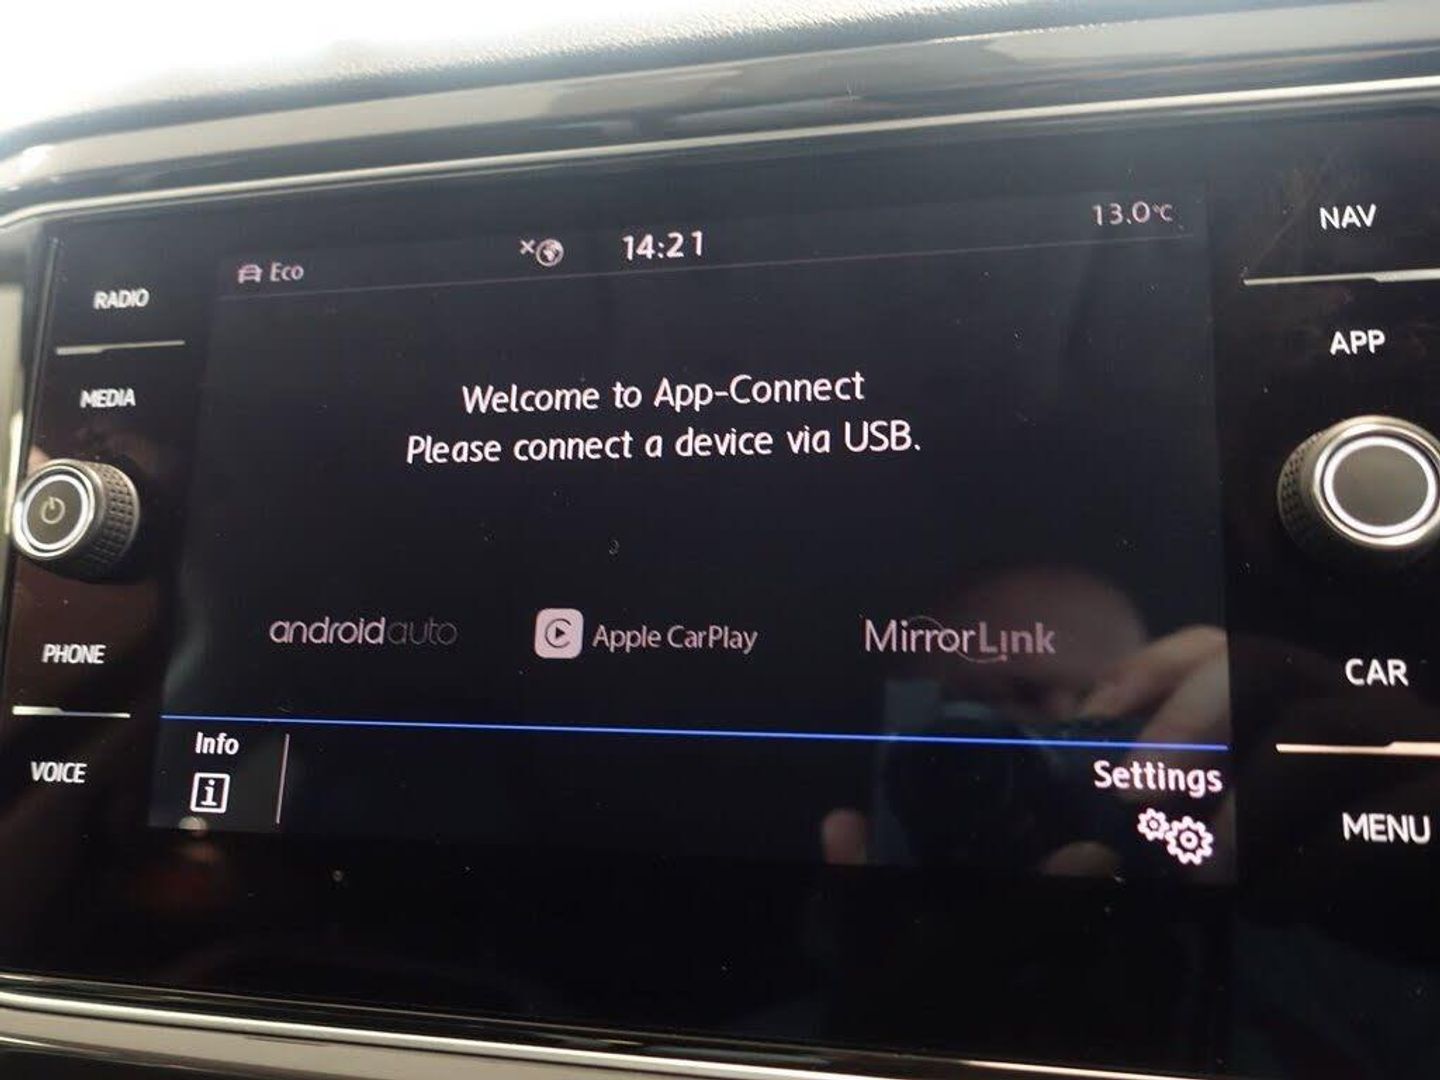 Eco
14:21
13.0°C
NAV
RADIO
APP
MEDIA
Welcome to App-Connect
Please connect a device via USB.
androidauto
Apple CarPlay
MirrorLink
PHONE
CAR
VOICE
Info
i
Settings
MENU